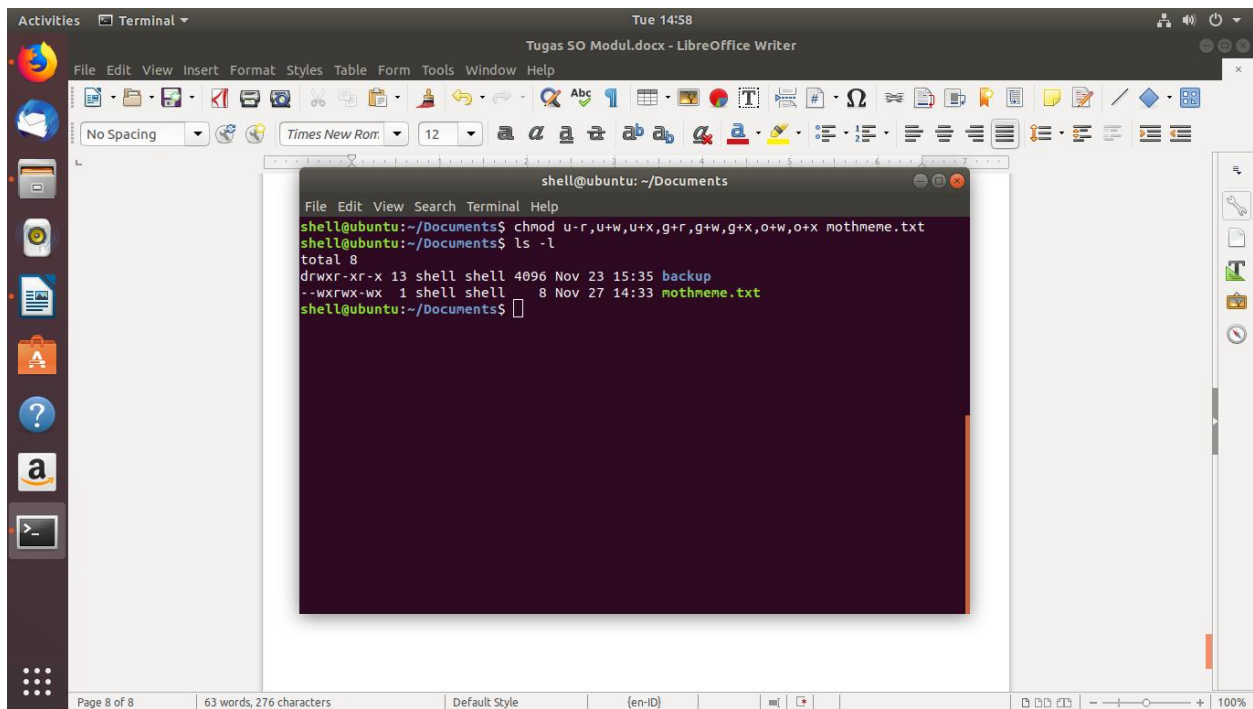 Activities Terminal Tue 14:58
Tugas SO Modul.docx - LibreOffice Writer
File Edit View Insert Format Styles Table Form Tools Window Help
No Spacing Times New Rom 12
shell@ubuntu: ~/Documents
File Edit View Search Terminal Help
shell@ubuntu:~/Documents$ chmod u-r,u+w,u+x,g+r,g+w,g+x,o+w,o+x mothmeme.txt
shell@ubuntu:~/Documents$ ls -l
total 8
drwxr-xr-x 13 shell shell 4096 Nov 23 15:35 backup
--wxrwx-wx 1 shell shell 8 Nov 27 14:33 mothmeme.txt
shell@ubuntu:~/Documents$
Page 8 of 8 63 words, 276 characters Default Style {en-ID} 100%